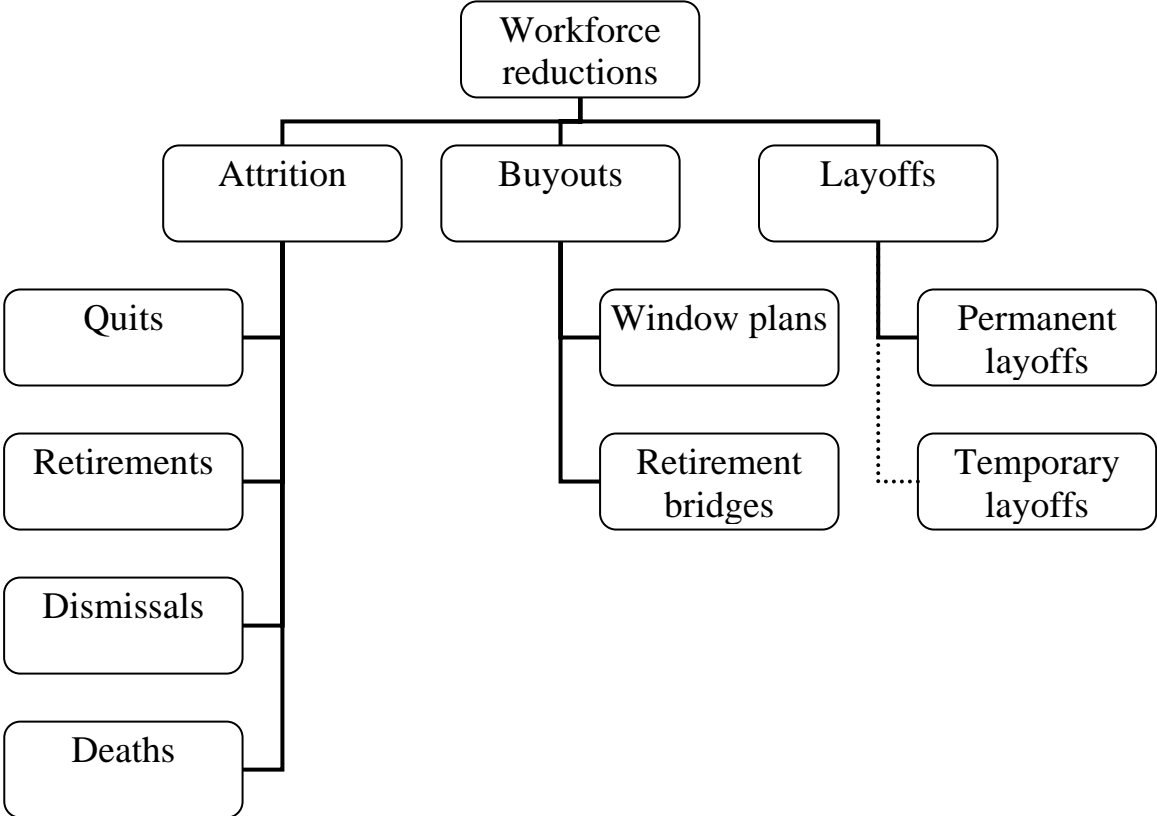 Workforce
reductions
Attrition
Buyouts
Layoffs
Quits
Window plans
Permanent
layoffs
Retirements
Retirement
bridges
Temporary
layoffs
Dismissals
Deaths